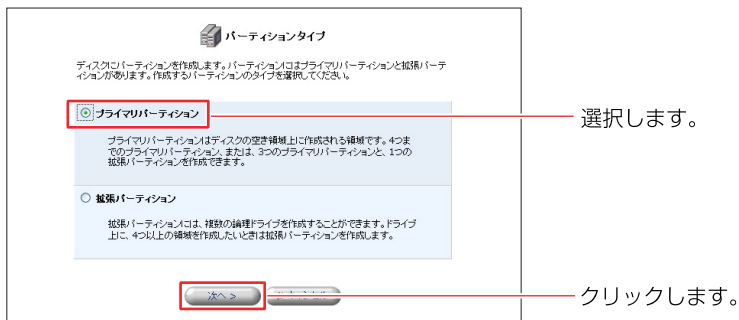 パーティションタイプ
ディスクにパーティションを作成します。パーティションにはプライマリパーティションと拡張パーテ
ィションがあります。作成するパーティションのタイプを選択してください。
プライマリパーティション
選択します。
プライマリパーティションはディスクの空き領域上に作成される領域です。4つま
でのプライマリパーティション、または、3つのプライマリパーティションと、1つの
拡張パーティションを作成できます。
拡張パーティション
拡張パーティションには、複数の論理ドライブを作成することができます。ドライブ
上に、4つ以上の領域を作成したいときは拡張パーティションを作成します。
次へ >
クリックします。